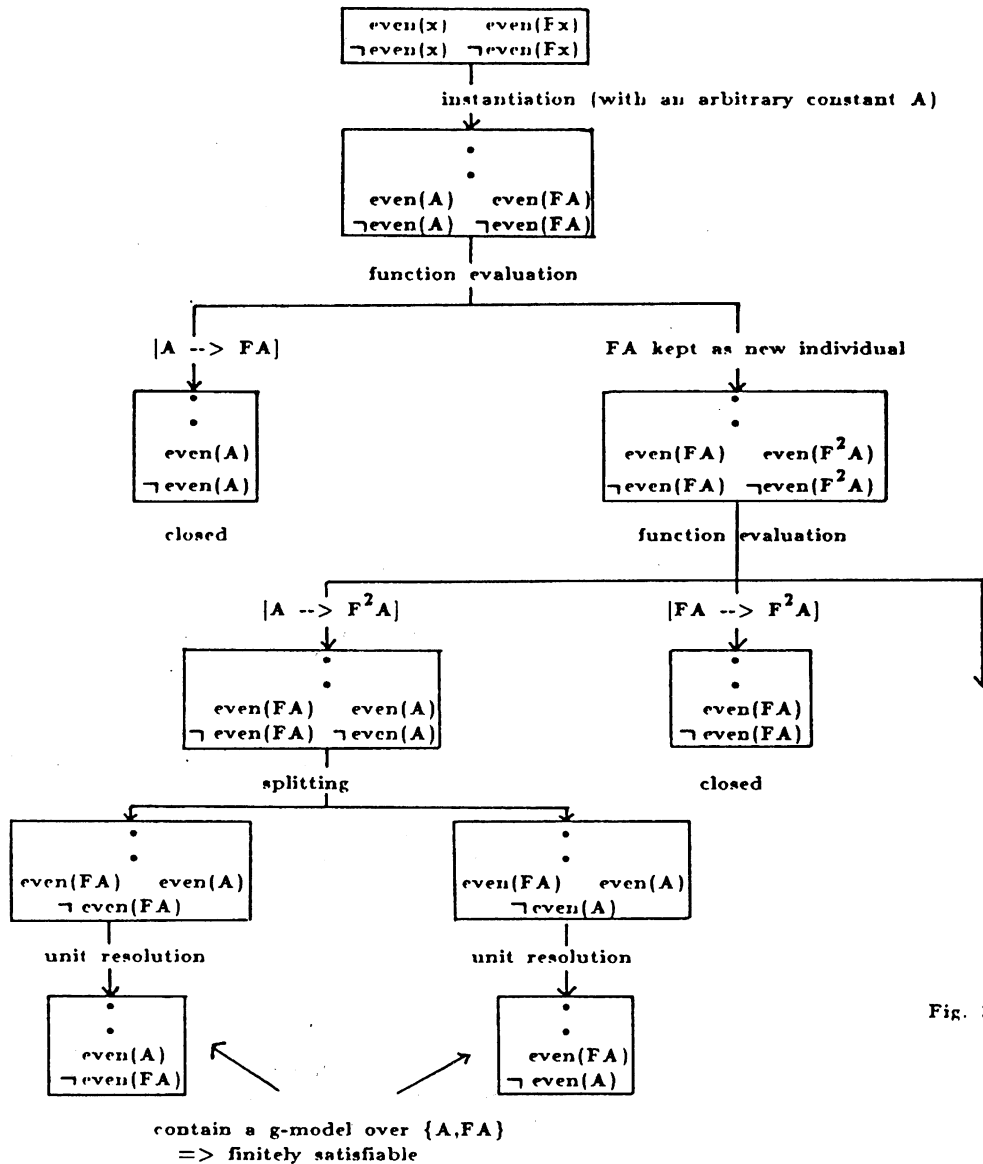 even(x) even(Fx)
¬even(x) ¬even(Fx)
instantiation (with an arbitrary constant A)
even(A) even(FA)
¬even(A) ¬even(FA)
function evaluation
[A --> FA]
FA kept as new individual
even(A)
¬even(A)
closed
even(FA) even(F²A)
¬even(FA) ¬even(F²A)
function evaluation
[A --> F²A]
[FA --> F²A]
even(FA) even(A)
¬ even(FA) ¬ even(A)
even(FA)
¬ even(FA)
splitting
closed
even(FA) even(A)
¬ even(FA)
even(FA) even(A)
¬ even(A)
unit resolution
unit resolution
even(A)
¬ even(FA)
even(FA)
¬ even(A)
Fig.
contain a g-model over {A,FA}
=> finitely satisfiable